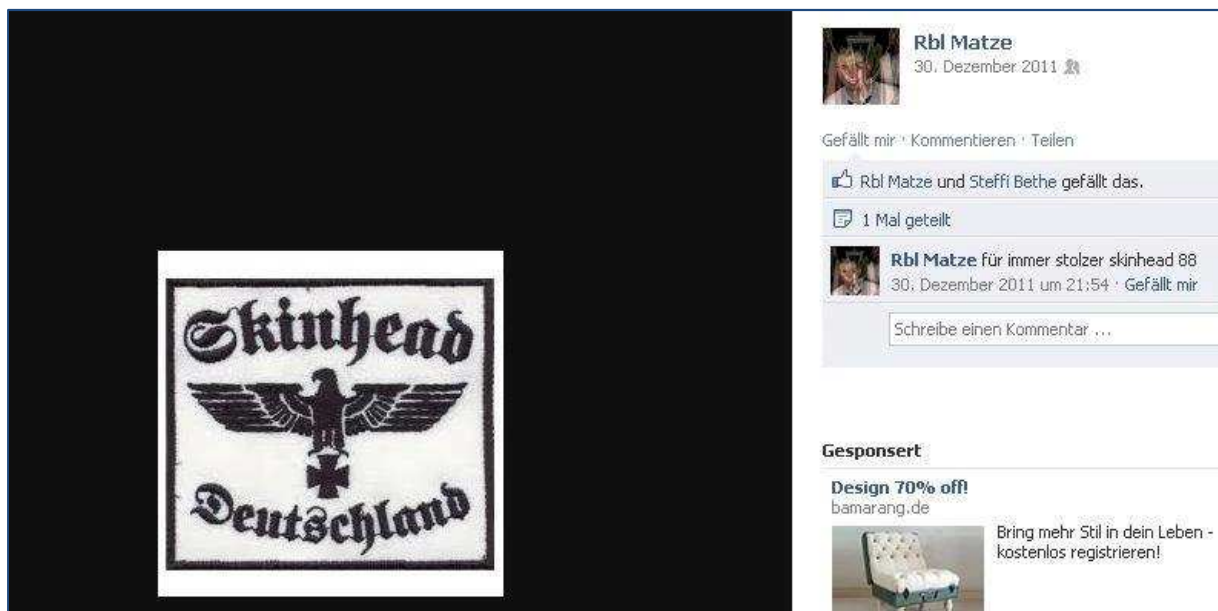 Skinhead
Deutschland
Rbl Matze
30. Dezember 2011
Gefällt mir · Kommentieren · Teilen
Rbl Matze und Steffi Bethe gefällt das.
1 Mal geteilt
Rbl Matze für immer stolzer skinhead 88
30. Dezember 2011 um 21:54 · Gefällt mir
Schreibe einen Kommentar ...
Gesponsert
Design 70% off!
bamarang.de
Bring mehr Stil in dein Leben -
kostenlos registrieren!